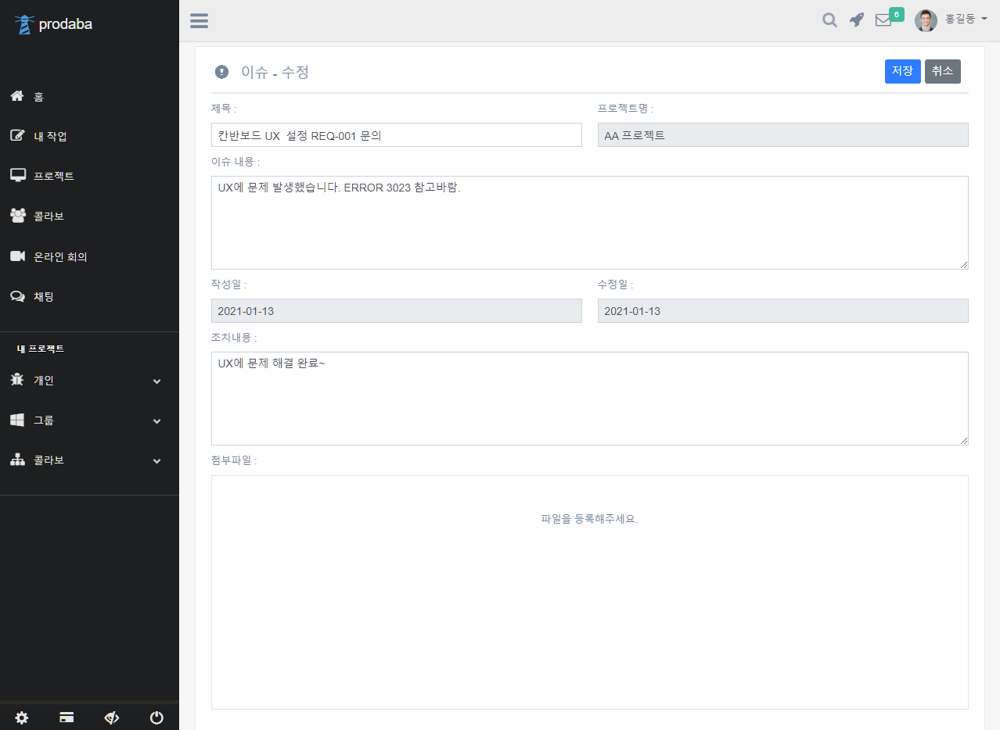 prodaba
6
홍길동
홈
내 작업
프로젝트
콜라보
온라인 회의
채팅
내 프로젝트
개인
그룹
콜라보
이슈 - 수정
저장
취소
제목 :
프로젝트명 :
칸반보드 UX  설정 REQ-001 문의
AA 프로젝트
이슈 내용 :
UX에 문제 발생했습니다. ERROR 3023 참고바람.
작성일 :
수정일 :
2021-01-13
2021-01-13
조치내용 :
UX에 문제 해결 완료~
첨부파일 :
파일을 등록해주세요.